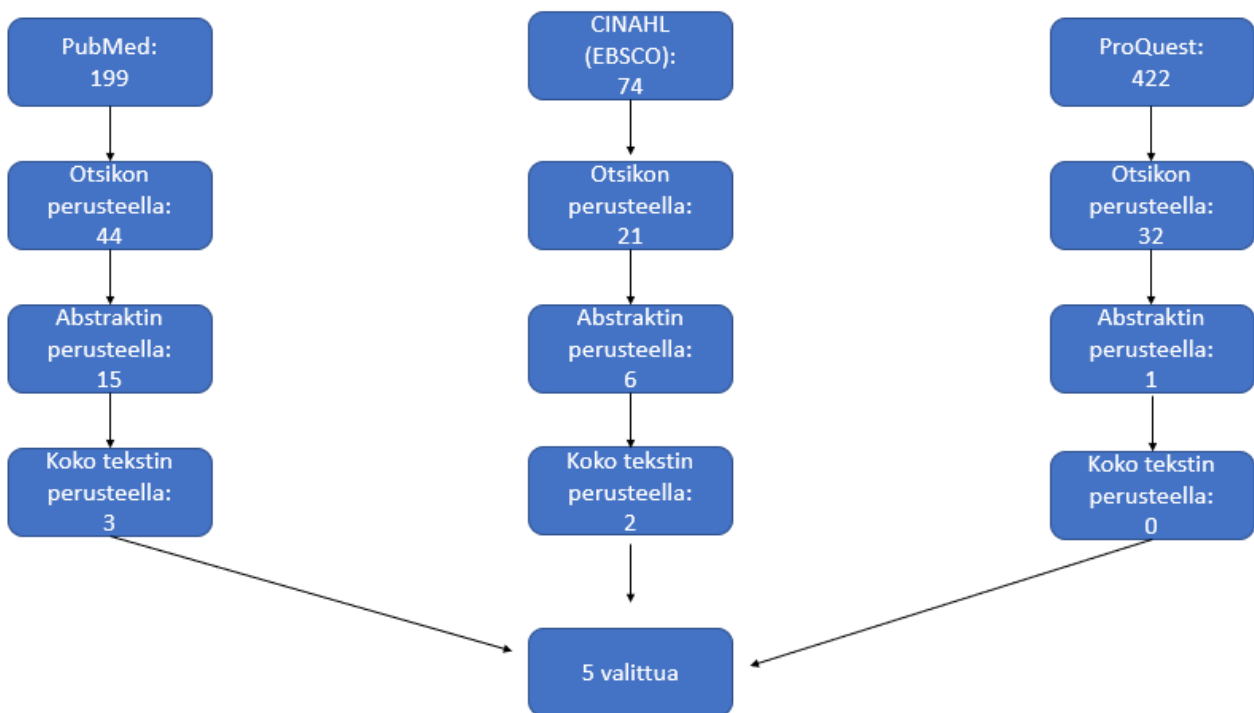 PubMed:
199
Otsikon
perusteella:
44
Abstraktin
perusteella:
15
Koko tekstin
perusteella:
3
CINAHL
(EBSCO):
74
Otsikon
perusteella:
21
Abstraktin
perusteella:
6
Koko tekstin
perusteella:
2
ProQuest:
422
Otsikon
perusteella:
32
Abstraktin
perusteella:
1
Koko tekstin
perusteella:
0
5 valittua